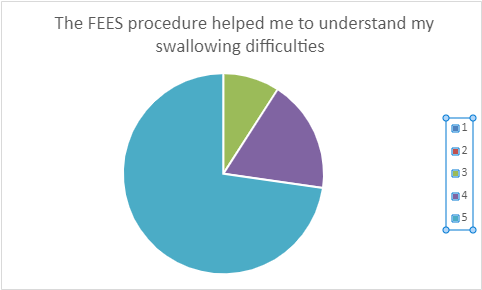 The FEES procedure helped me to understand my
swallowing difficulties
1
2
3
4
5